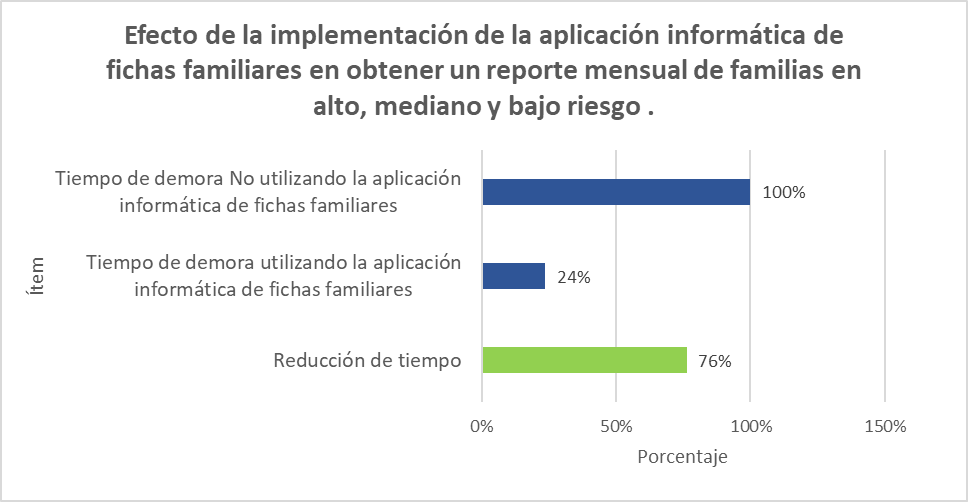 Efecto de la implementación de la aplicación informática de
fichas familiares en obtener un reporte mensual de familias en
alto, mediano y bajo riesgo .
Tiempo de demora No utilizando la aplicación
informática de fichas familiares
100%
Tiempo de demora utilizando la aplicación
informática de fichas familiares
24%
Reducción de tiempo
76%
Ítem
0%
50%
100%
150%
Porcentaje